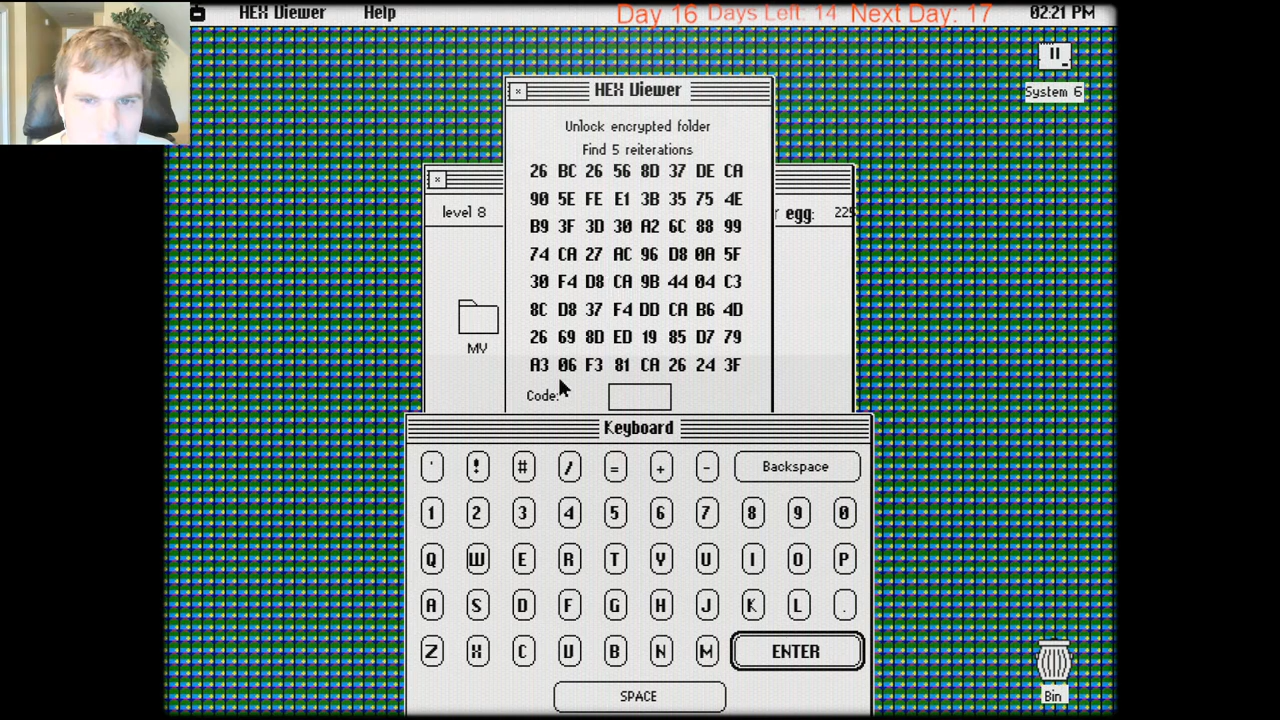 HEX Viewer Help Day 16 Days Left: 14 Next Day: 17 02:21 PM
System 6
HEX Viewer
Unlock encrypted folder
Find 5 reiterations
26 BC 26 56 8D 37 DE CA
90 5E FE E1 3B 35 75 4E
B9 3F 3D 30 A2 6C 88 99
74 CA 27 AC 96 D8 0A 5F
30 F4 D8 CA 9B 44 04 C3
8C D8 37 F4 DD CA B6 4D
26 69 8D ED 19 85 D7 79
A3 06 F3 81 CA 26 24 3F
Code:
level 8
r egg: 225
MV
Keyboard
' ! # / = + - Backspace
1 2 3 4 5 6 7 8 9 0
Q W E R T Y U I O P
A S D F G H J K L .
Z X C V B N M ENTER
SPACE
Bin